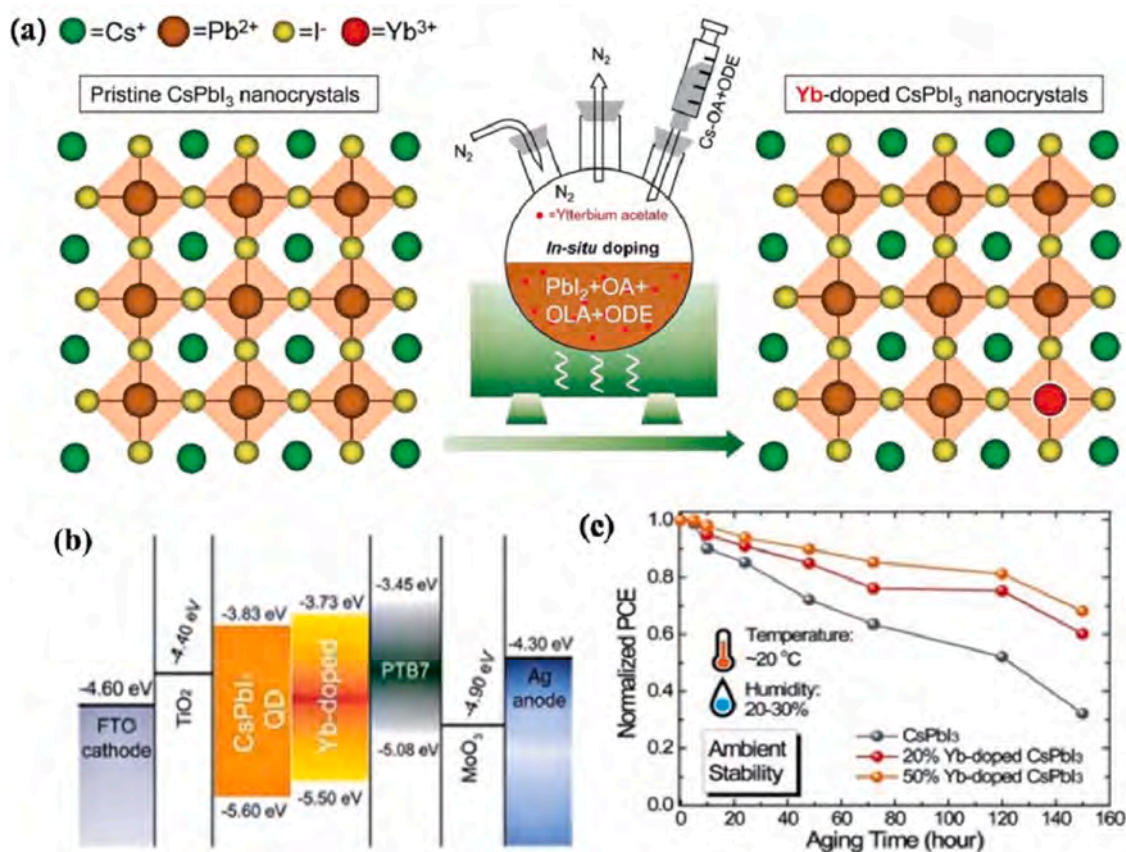 (a) =Cs⁺ =Pb²⁺ =I⁻ =Yb³⁺
Pristine CsPbI₃ nanocrystals
N₂
N₂
N₂
Cs-OA+ODE
=Ytterbium acetate
In-situ doping
PbI₂+OA+
OLA+ODE
Yb-doped CsPbI₃ nanocrystals
(b)
-4.60 eV
FTO
cathode
-4.40 eV
TiO₂
-3.83 eV
CsPbI₃
QD
-5.60 eV
-3.73 eV
Yb-doped
-5.50 eV
-3.45 eV
PTB7
-5.08 eV
-4.90 eV
MoO₃
-4.30 eV
Ag
anode
(c)
Normalized PCE
1.0
0.8
0.6
0.4
0.2
0.0
Temperature:
~20 °C
Humidity:
20-30%
Ambient
Stability
CsPbI₃
20% Yb-doped CsPbI₃
50% Yb-doped CsPbI₃
0 20 40 60 80 100 120 140 160
Aging Time (hour)